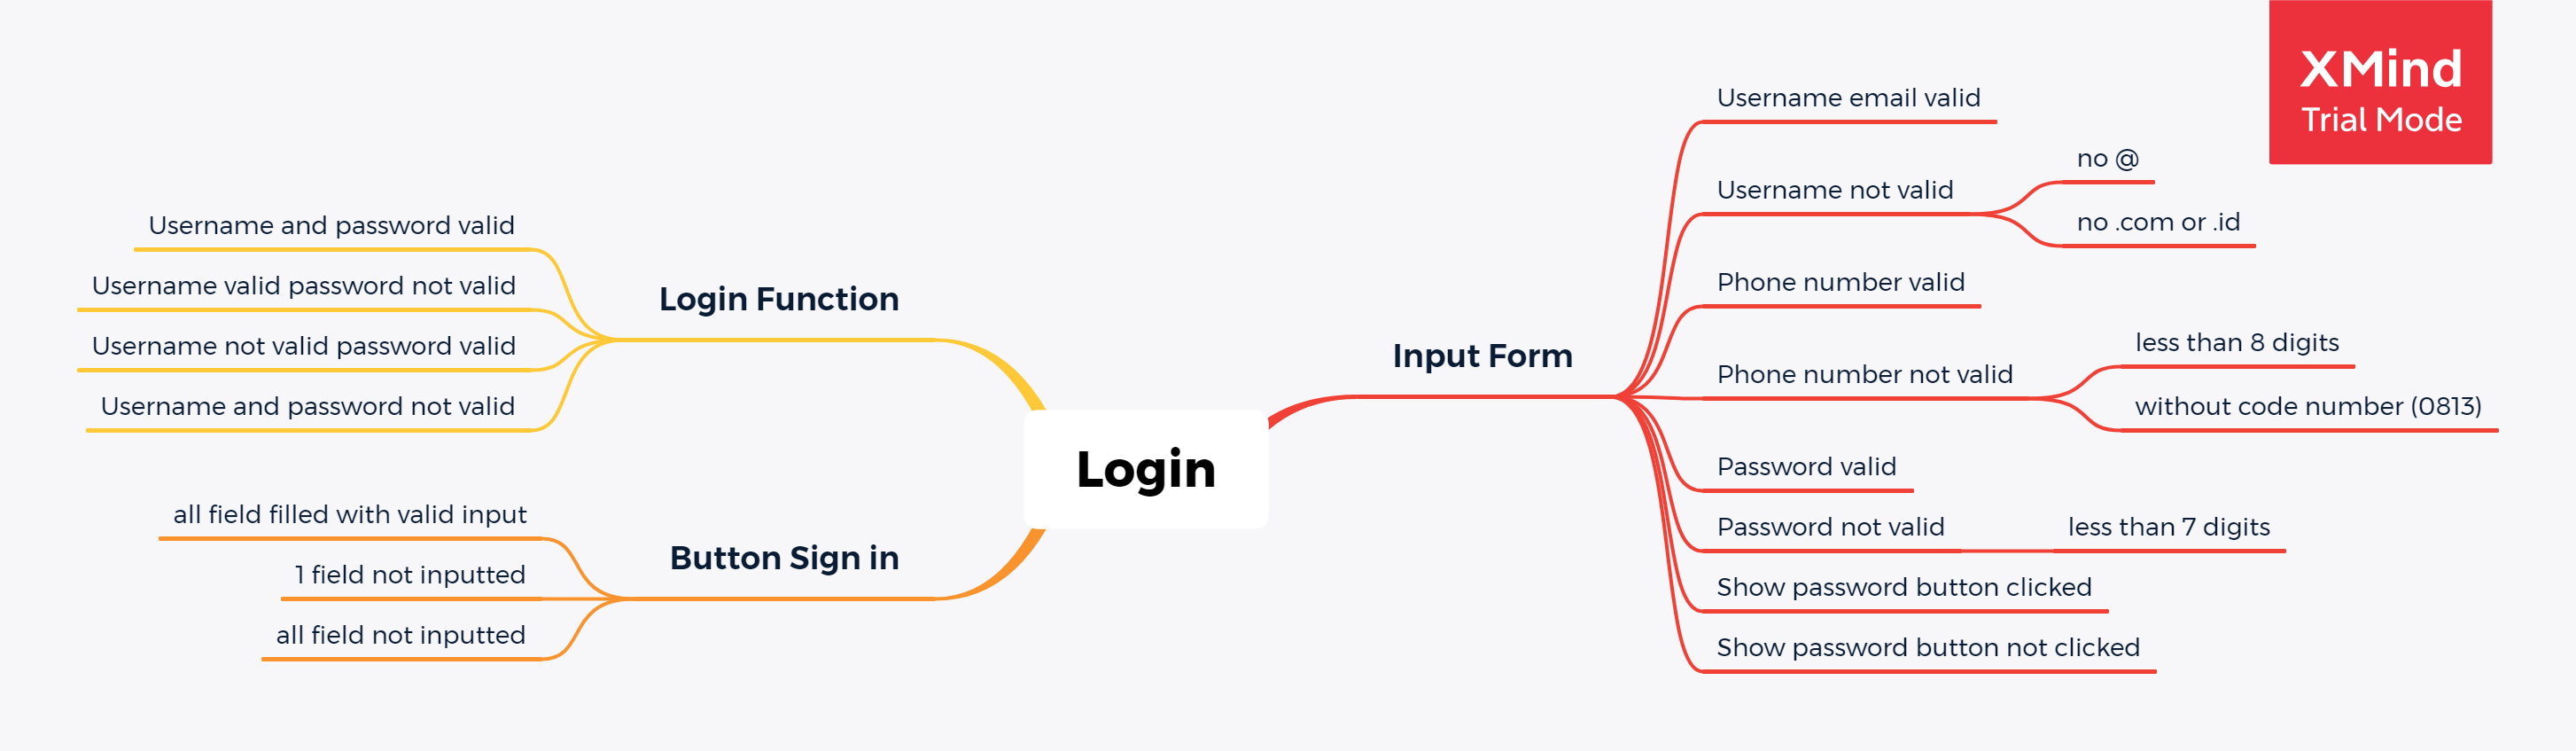 XMind
Trial Mode
Login
Input Form
Username email valid
Username not valid
no @
no .com or .id
Phone number valid
Phone number not valid
less than 8 digits
without code number (0813)
Password valid
Password not valid
less than 7 digits
Show password button clicked
Show password button not clicked
Login Function
Username and password valid
Username valid password not valid
Username not valid password valid
Username and password not valid
Button Sign in
all field filled with valid input
1 field not inputted
all field not inputted